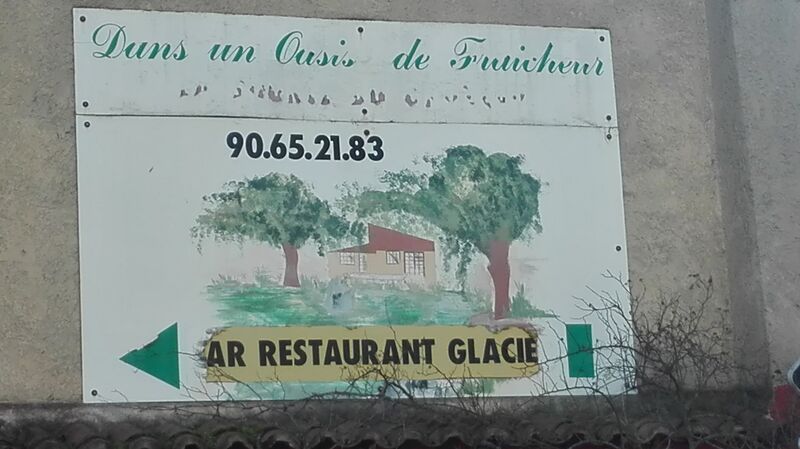 Dans un Oasis de Fraicheur
90.65.21.83
AR RESTAURANT GLACIE